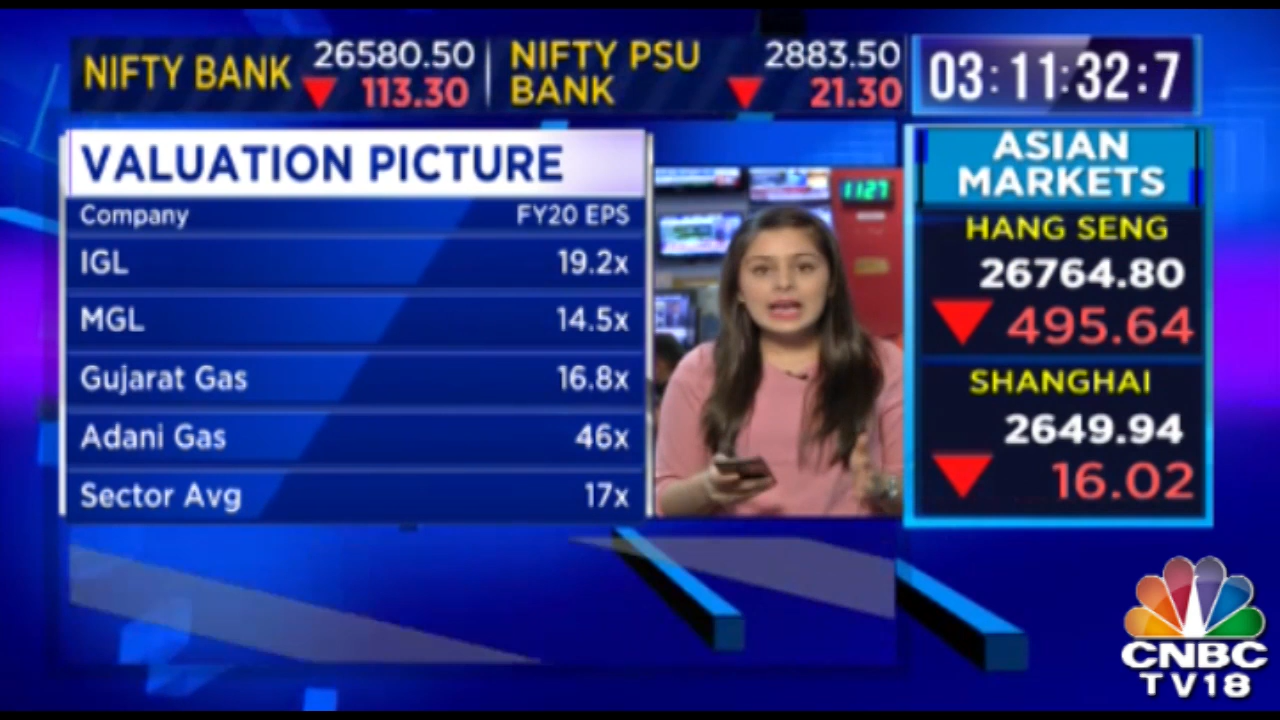 NIFTY BANK 26580.50 113.30
NIFTY PSU BANK 2883.50 21.30
03:11:32:7
VALUATION PICTURE
Company FY20 EPS
IGL 19.2x
MGL 14.5x
Gujarat Gas 16.8x
Adani Gas 46x
Sector Avg 17x
1127
ASIAN
MARKETS
HANG SENG
26764.80
495.64
SHANGHAI
2649.94
16.02
CNBC
TV18